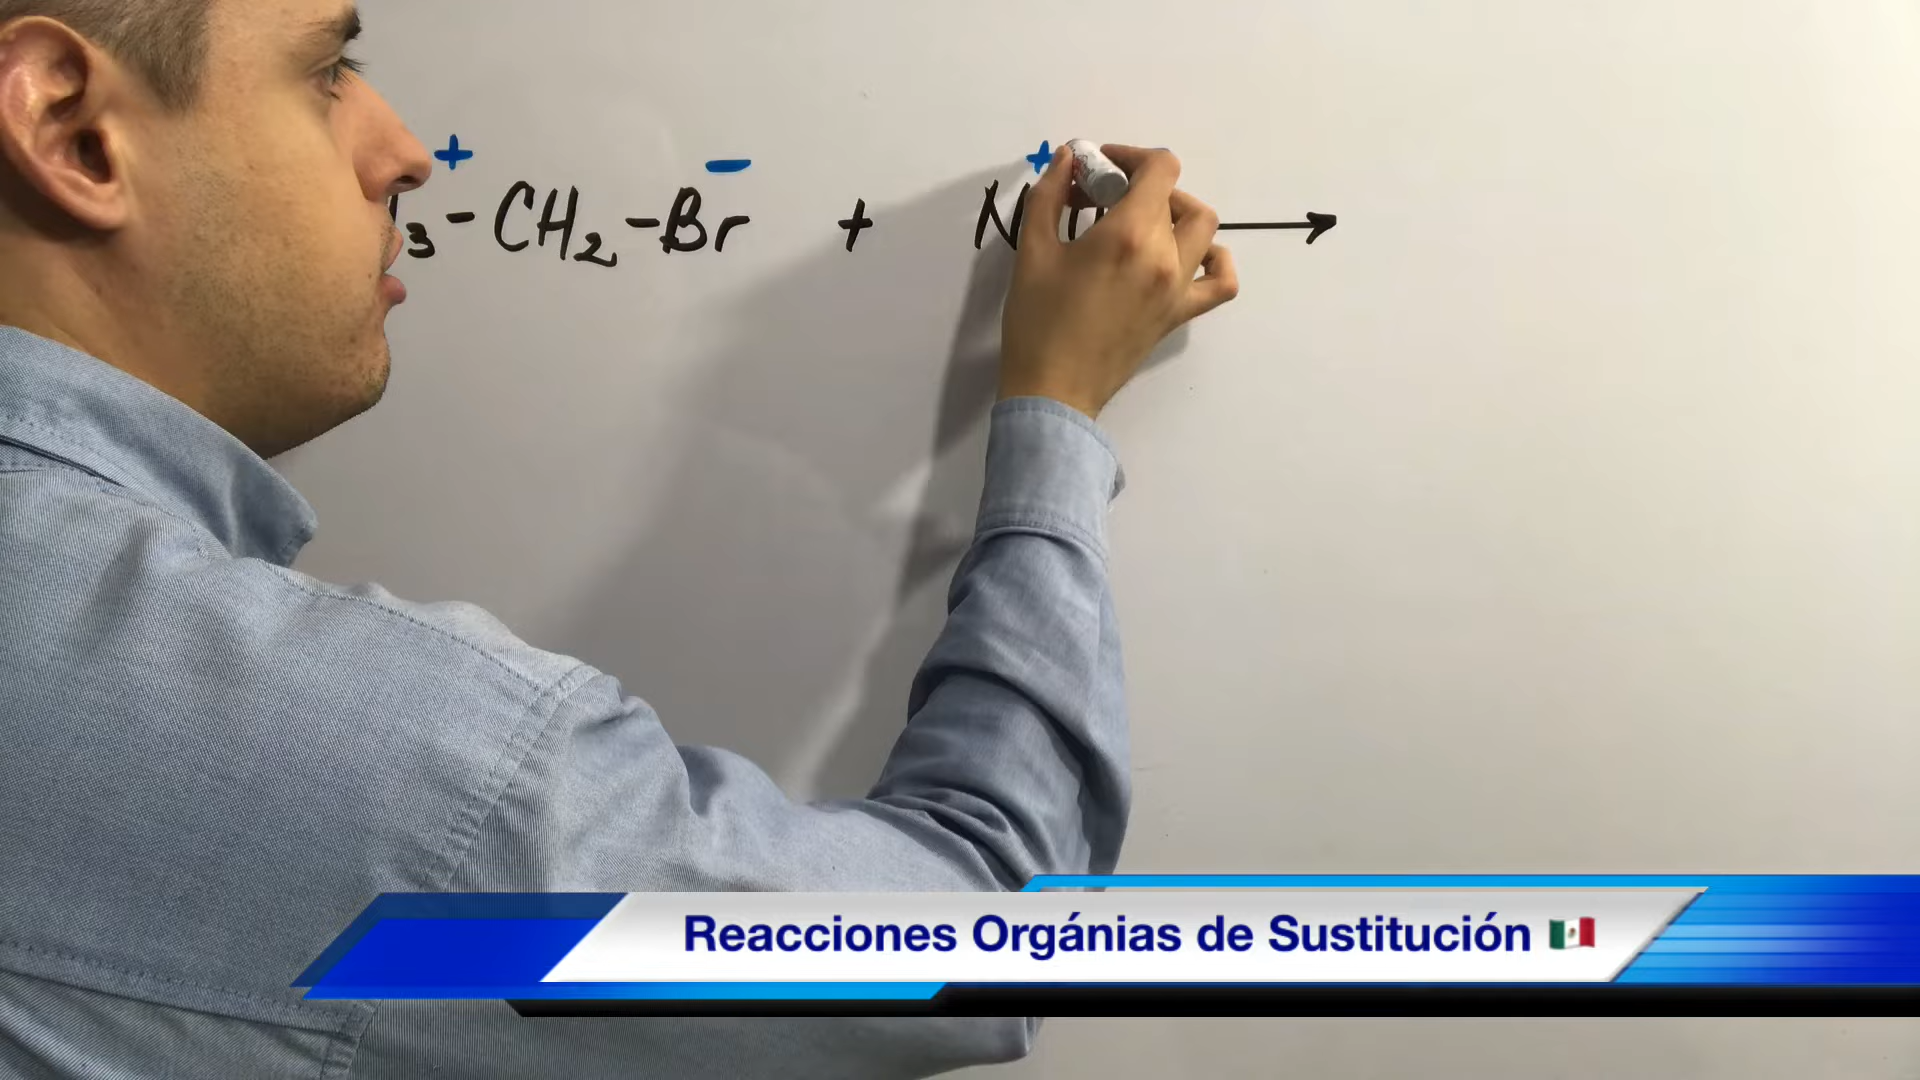 + − +
₃-CH₂-Br + N →
Reacciones Orgánias de Sustitución 🇲🇽